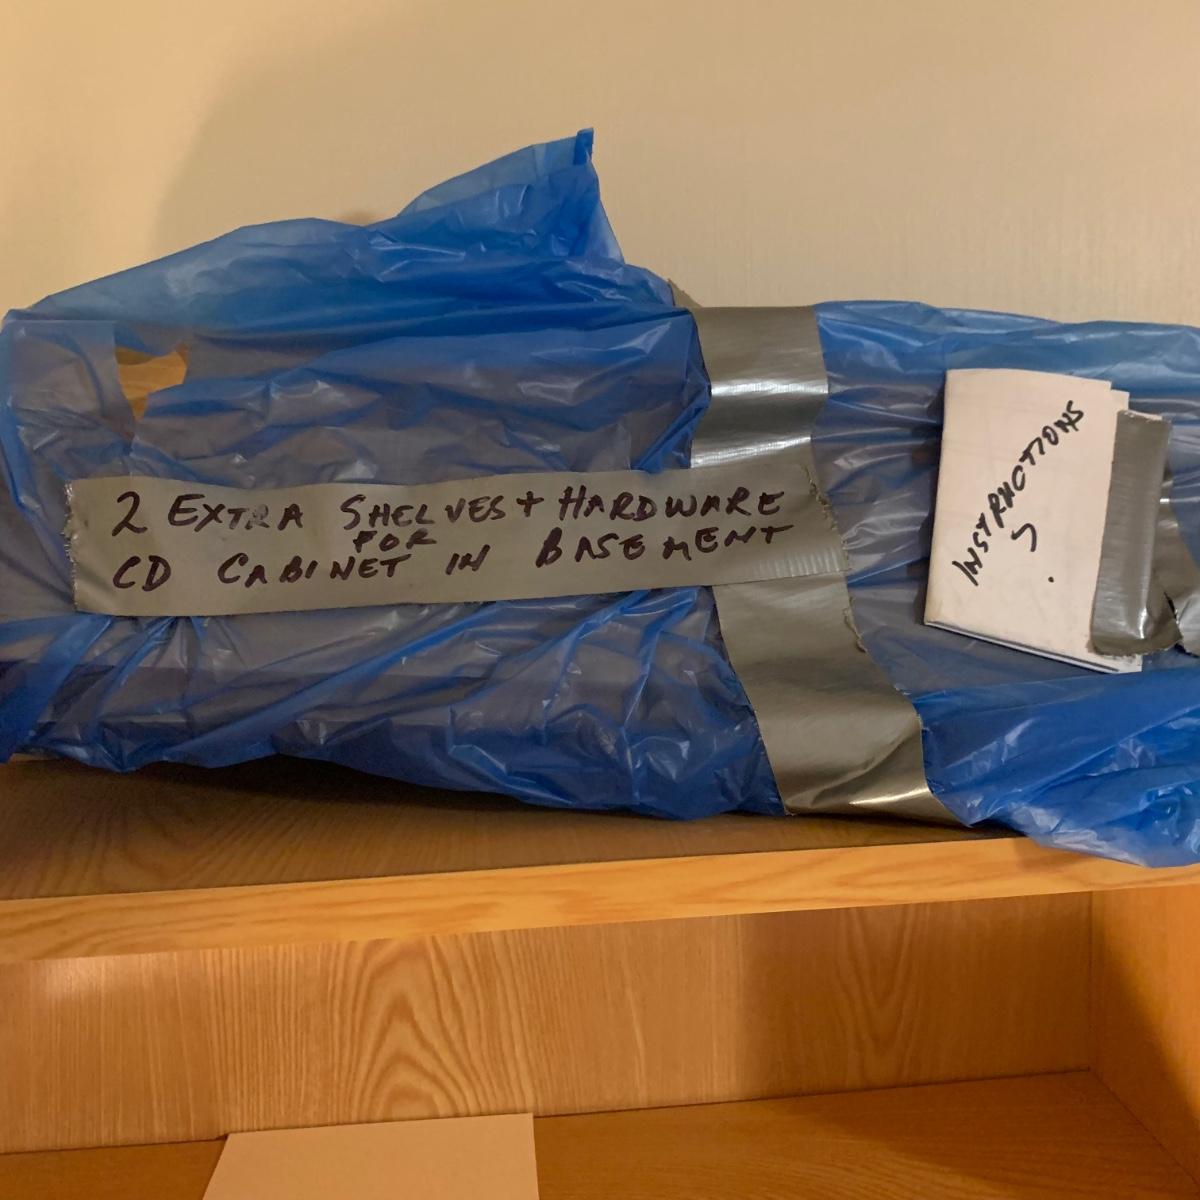 2 EXTRA SHELVES + HARDWARE
FOR
CD CABINET IN BASEMENT
INSTRUCTIONS
?